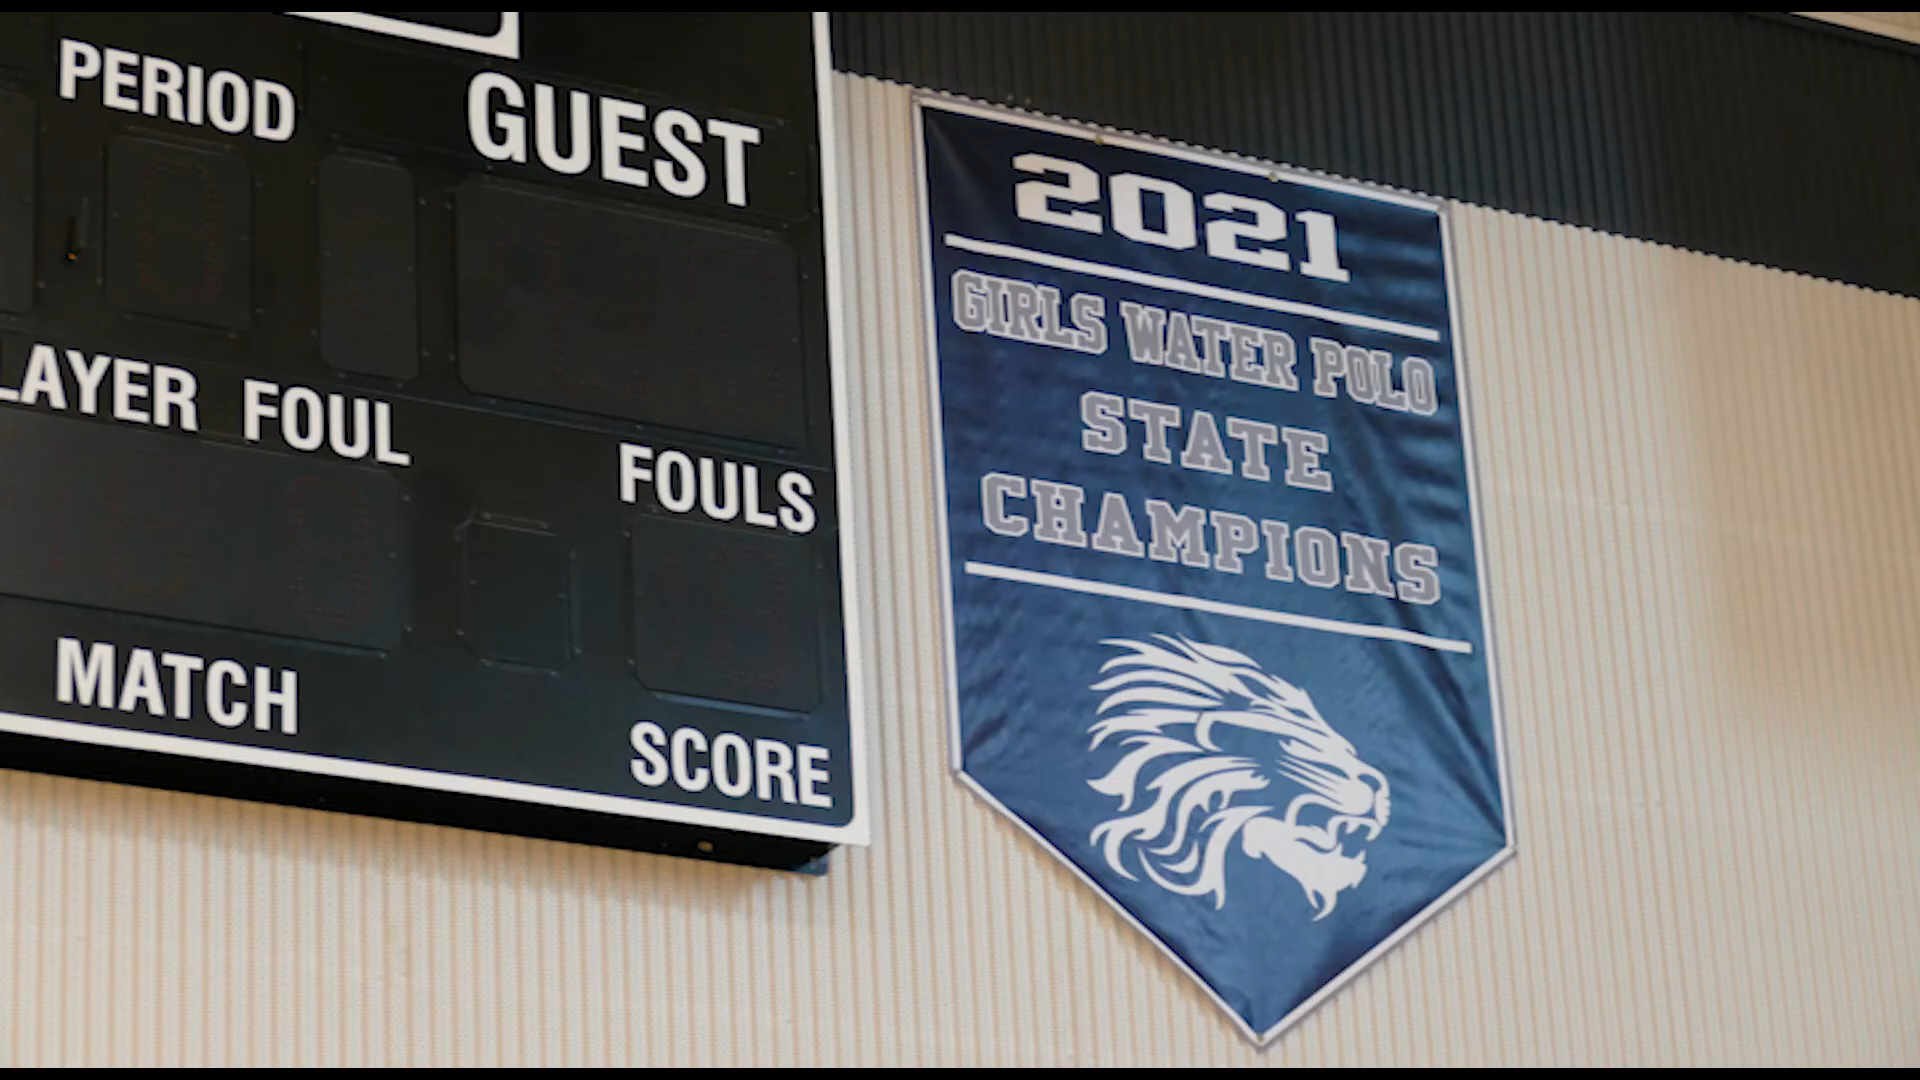 PERIOD
GUEST
LAYER FOUL
FOULS
MATCH
SCORE
2021
GIRLS WATER POLO
STATE
CHAMPIONS